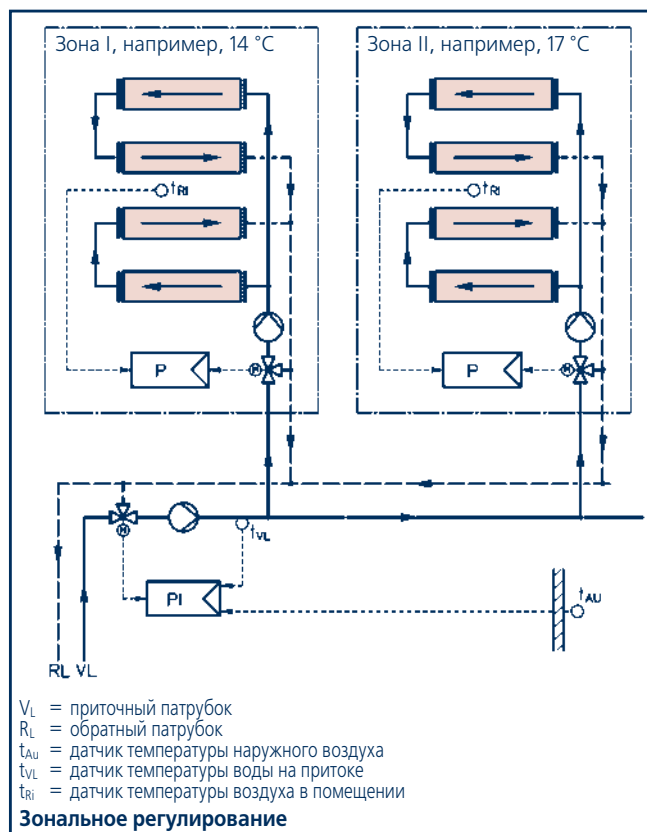 Зона I, например, 14 °C
Зона II, например, 17 °C
tRI
tRI
P
M
P
M
M
tVL
PI
tAU
RL VL
VL = приточный патрубок
RL = обратный патрубок
tAu = датчик температуры наружного воздуха
tVL = датчик температуры воды на притоке
tRi = датчик температуры воздуха в помещении
Зональное регулирование